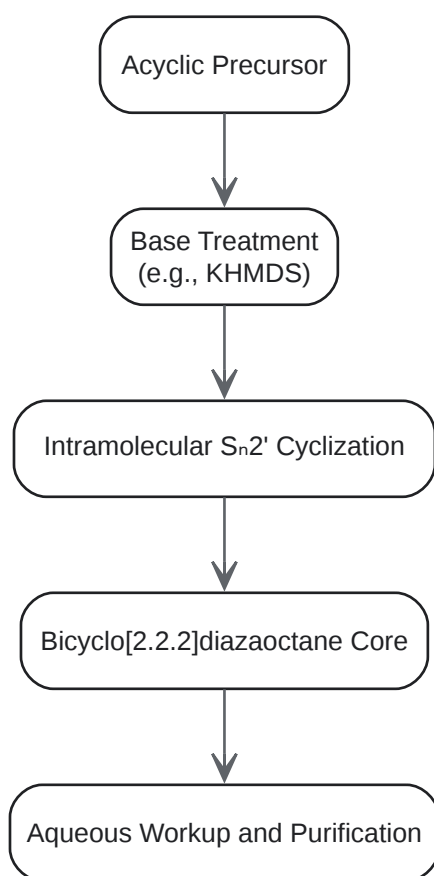 Acyclic Precursor
Base Treatment
(e.g., KHMDS)
Intramolecular Sₙ2' Cyclization
Bicyclo[2.2.2]diazaoctane Core
Aqueous Workup and Purification